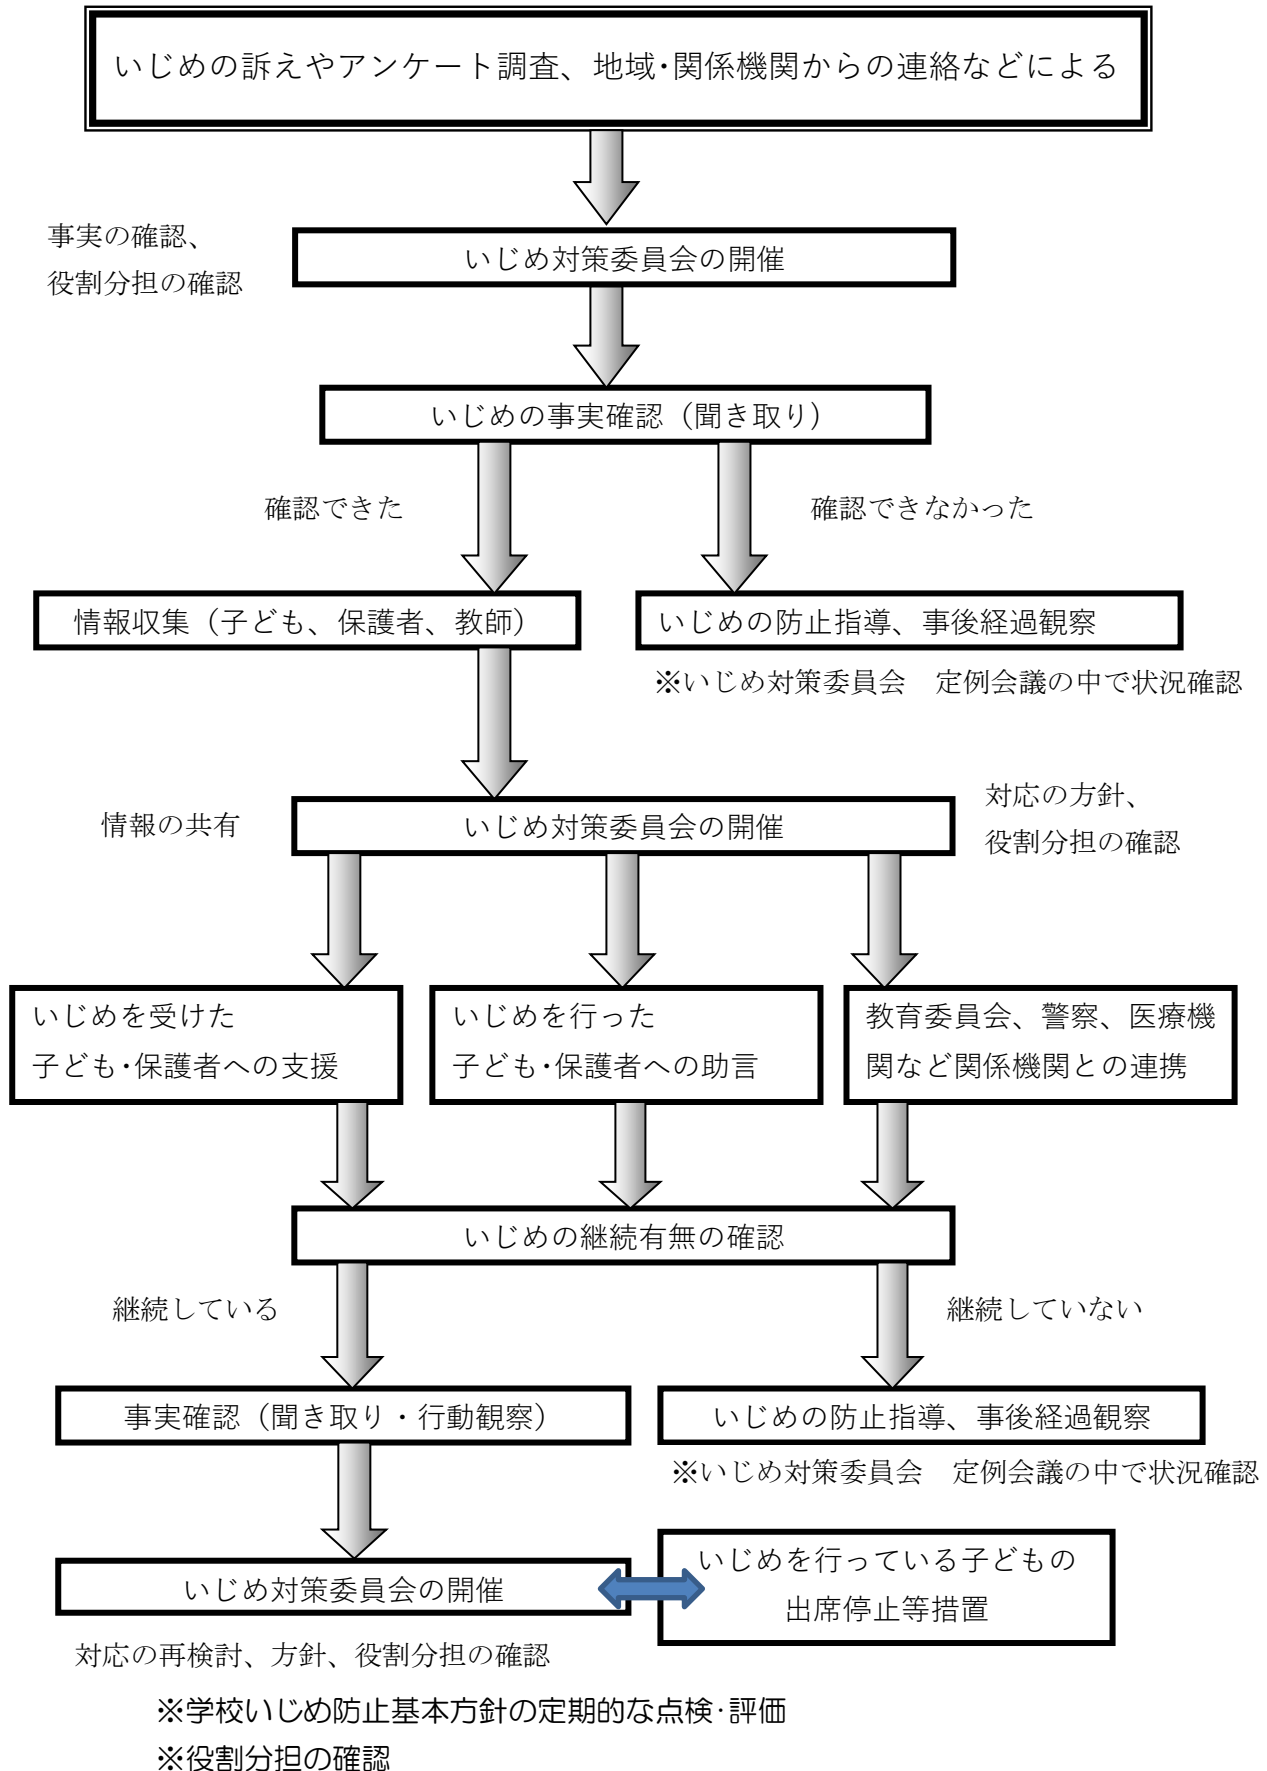 いじめの訴えやアンケート調査、地域･関係機関からの連絡などによる
事実の確認、
役割分担の確認
いじめ対策委員会の開催
いじめの事実確認（聞き取り）
確認できた
確認できなかった
情報収集（子ども、保護者、教師）
いじめの防止指導、事後経過観察
※いじめ対策委員会　定例会議の中で状況確認
情報の共有
いじめ対策委員会の開催
対応の方針、
役割分担の確認
いじめを受けた
子ども･保護者への支援
いじめを行った
子ども･保護者への助言
教育委員会、警察、医療機
関など関係機関との連携
いじめの継続有無の確認
継続している
継続していない
事実確認（聞き取り・行動観察）
いじめの防止指導、事後経過観察
※いじめ対策委員会　定例会議の中で状況確認
いじめ対策委員会の開催
いじめを行っている子どもの
出席停止等措置
対応の再検討、方針、役割分担の確認
※学校いじめ防止基本方針の定期的な点検･評価
※役割分担の確認